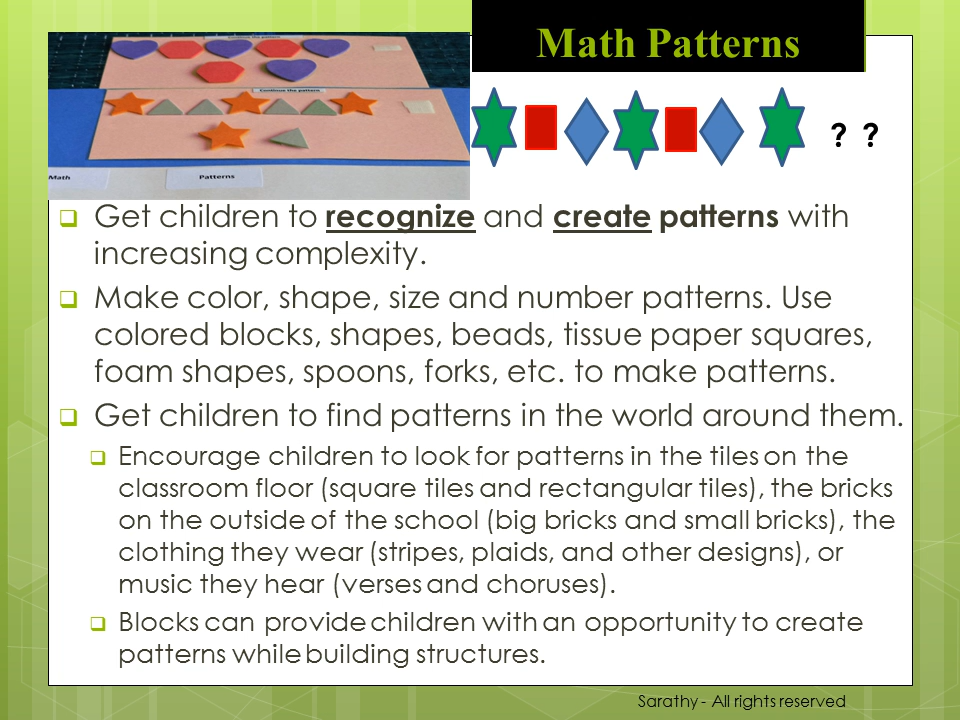 Math Patterns
Continue the pattern
Continue the pattern
Math
Patterns
? ?
Get children to recognize and create patterns with
increasing complexity.
Make color, shape, size and number patterns. Use
colored blocks, shapes, beads, tissue paper squares,
foam shapes, spoons, forks, etc. to make patterns.
Get children to find patterns in the world around them.
Encourage children to look for patterns in the tiles on the
classroom floor (square tiles and rectangular tiles), the bricks
on the outside of the school (big bricks and small bricks), the
clothing they wear (stripes, plaids, and other designs), or
music they hear (verses and choruses).
Blocks can provide children with an opportunity to create
patterns while building structures.
Sarathy - All rights reserved